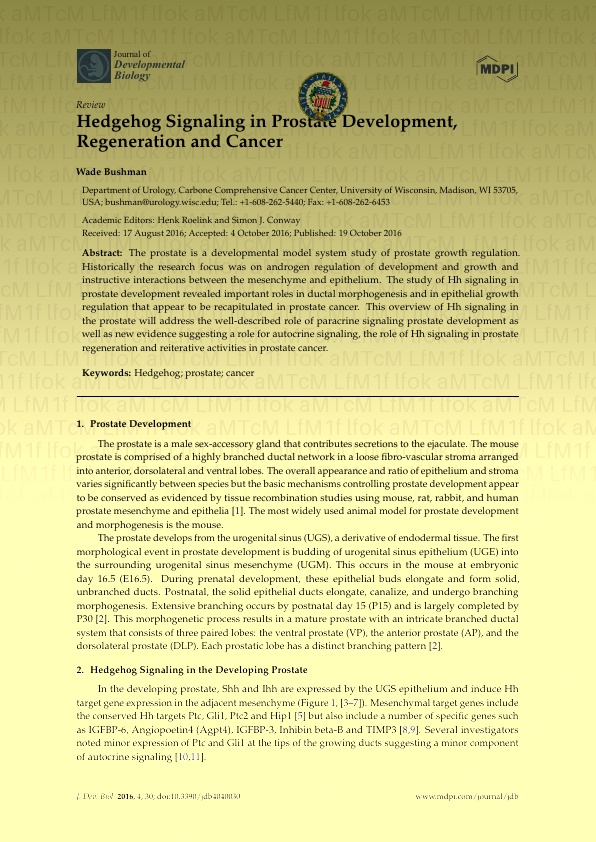 Journal of
Developmental
Biology
MDPI
Review
Hedgehog Signaling in Prostate Development,
Regeneration and Cancer
Wade Bushman
Department of Urology, Carbone Comprehensive Cancer Center, University of Wisconsin, Madison, WI 53705,
USA; bushman@urology.wisc.edu; Tel.: +1-608-262-5440; Fax: +1-608-262-6453
Academic Editors: Henk Roelink and Simon J. Conway
Received: 17 August 2016; Accepted: 4 October 2016; Published: 19 October 2016
Abstract: The prostate is a developmental model system study of prostate growth regulation.
Historically the research focus was on androgen regulation of development and growth and
instructive interactions between the mesenchyme and epithelium. The study of Hh signaling in
prostate development revealed important roles in ductal morphogenesis and in epithelial growth
regulation that appear to be recapitulated in prostate cancer. This overview of Hh signaling in
the prostate will address the well-described role of paracrine signaling prostate development as
well as new evidence suggesting a role for autocrine signaling, the role of Hh signaling in prostate
regeneration and reiterative activities in prostate cancer.
Keywords: Hedgehog; prostate; cancer
1. Prostate Development
The prostate is a male sex-accessory gland that contributes secretions to the ejaculate. The mouse
prostate is comprised of a highly branched ductal network in a loose fibro-vascular stroma arranged
into anterior, dorsolateral and ventral lobes. The overall appearance and ratio of epithelium and stroma
varies significantly between species but the basic mechanisms controlling prostate development appear
to be conserved as evidenced by tissue recombination studies using mouse, rat, rabbit, and human
prostate mesenchyme and epithelia [1]. The most widely used animal model for prostate development
and morphogenesis is the mouse.
The prostate develops from the urogenital sinus (UGS), a derivative of endodermal tissue. The first
morphological event in prostate development is budding of urogenital sinus epithelium (UGE) into
the surrounding urogenital sinus mesenchyme (UGM). This occurs in the mouse at embryonic
day 16.5 (E16.5). During prenatal development, these epithelial buds elongate and form solid,
unbranched ducts. Postnatal, the solid epithelial ducts elongate, canalize, and undergo branching
morphogenesis. Extensive branching occurs by postnatal day 15 (P15) and is largely completed by
P30 [2]. This morphogenetic process results in a mature prostate with an intricate branched ductal
system that consists of three paired lobes: the ventral prostate (VP), the anterior prostate (AP), and the
dorsolateral prostate (DLP). Each prostatic lobe has a distinct branching pattern [2].
2. Hedgehog Signaling in the Developing Prostate
In the developing prostate, Shh and Ihh are expressed by the UGS epithelium and induce Hh
target gene expression in the adjacent mesenchyme (Figure 1, [3–7]). Mesenchymal target genes include
the conserved Hh targets Ptc, Gli1, Ptc2 and Hip1 [5] but also include a number of specific genes such
as IGFBP-6, Angiopoetin4 (Agpt4), IGFBP-3, Inhibin beta-B and TIMP3 [8,9]. Several investigators
noted minor expression of Ptc and Gli1 at the tips of the growing ducts suggesting a minor component
of autocrine signaling [10,11].
J. Dev. Biol. 2016, 4, 30; doi:10.3390/jdb4040030
www.mdpi.com/journal/jdb